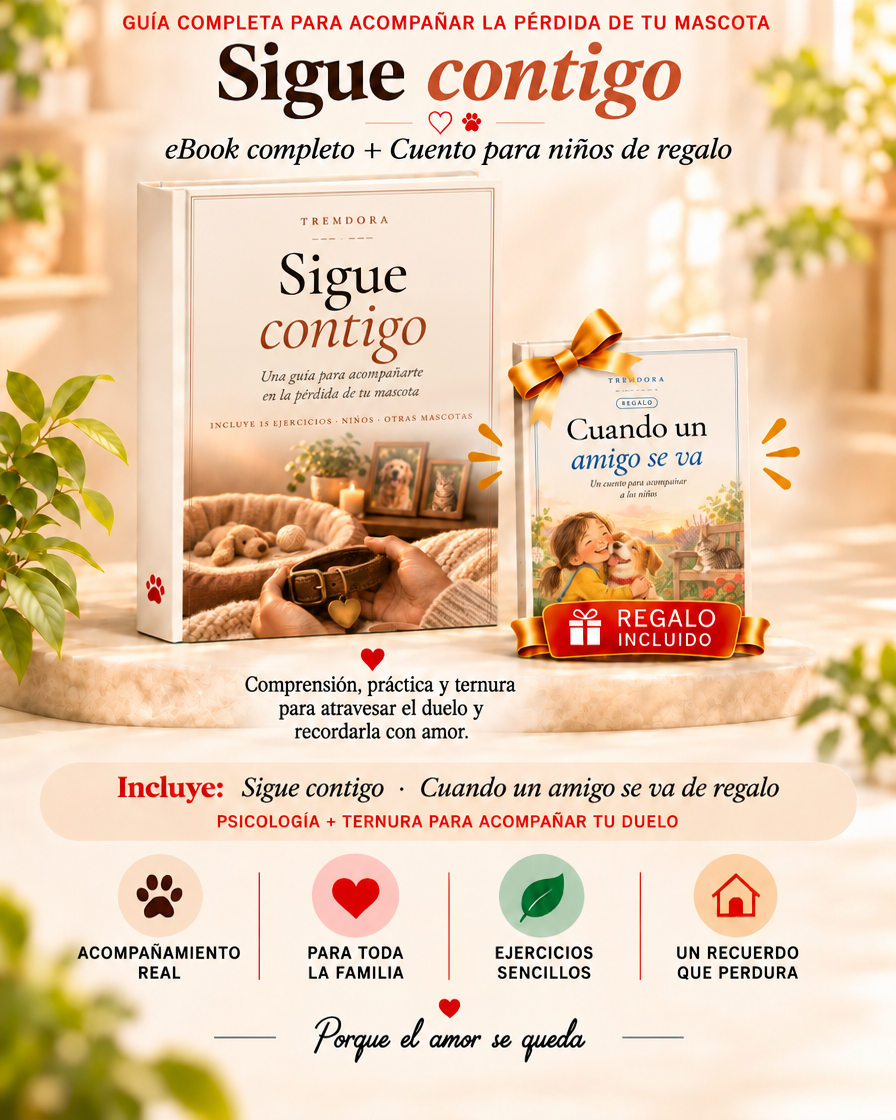 GUÍA COMPLETA PARA ACOMPAÑAR LA PÉRDIDA DE TU MASCOTA
Sigue contigo
eBook completo + Cuento para niños de regalo
TREMDORA
Sigue
contigo
Una guía para acompañarte
en la pérdida de tu mascota
INCLUYE 15 EJERCICIOS · NIÑOS · OTRAS MASCOTAS
TREMDORA
REGALO
Cuando un
amigo se va
Un cuento para acompañar
a los niños
REGALO
INCLUIDO
Comprensión, práctica y ternura
para atravesar el duelo y
recordarla con amor.
Incluye: Sigue contigo · Cuando un amigo se va de regalo
PSICOLOGÍA + TERNURA PARA ACOMPAÑAR TU DUELO
ACOMPAÑAMIENTO
REAL
PARA TODA
LA FAMILIA
EJERCICIOS
SENCILLOS
UN RECUERDO
QUE PERDURA
Porque el amor se queda